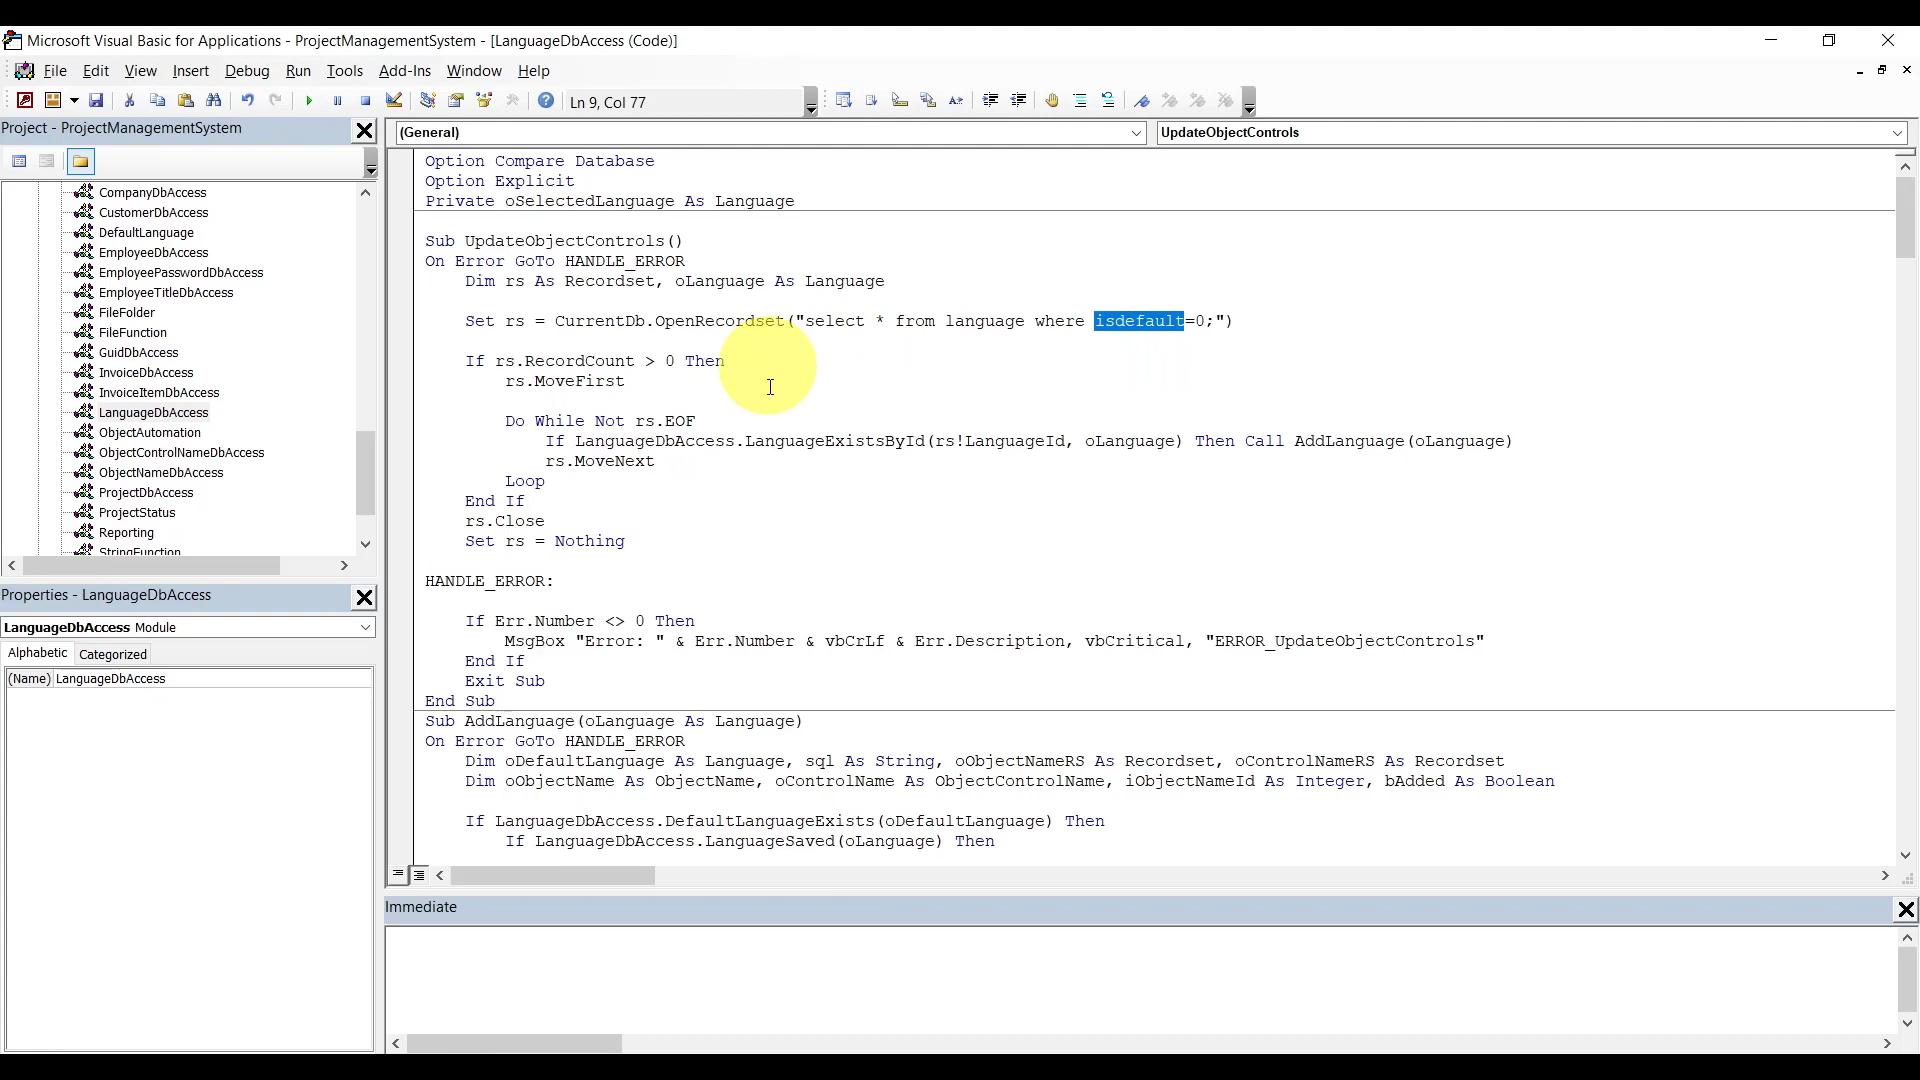 Microsoft Visual Basic for Applications - ProjectManagementSystem - [LanguageDbAccess (Code)]
File Edit View Insert Debug Run Tools Add-Ins Window Help
Ln 9, Col 77
Project - ProjectManagementSystem
CompanyDbAccess
CustomerDbAccess
DefaultLanguage
EmployeeDbAccess
EmployeePasswordDbAccess
EmployeeTitleDbAccess
FileFolder
FileFunction
GuidDbAccess
InvoiceDbAccess
InvoiceItemDbAccess
LanguageDbAccess
ObjectAutomation
ObjectControlNameDbAccess
ObjectNameDbAccess
ProjectDbAccess
ProjectStatus
Reporting
StringFunction
Properties - LanguageDbAccess
LanguageDbAccess Module
Alphabetic Categorized
(Name) LanguageDbAccess
(General) UpdateObjectControls
Option Compare Database
Option Explicit
Private oSelectedLanguage As Language
Sub UpdateObjectControls()
On Error GoTo HANDLE_ERROR
Dim rs As Recordset, oLanguage As Language
Set rs = CurrentDb.OpenRecordset("select * from language where isdefault=0;")
If rs.RecordCount > 0 Then
rs.MoveFirst
Do While Not rs.EOF
If LanguageDbAccess.LanguageExistsById(rs!LanguageId, oLanguage) Then Call AddLanguage(oLanguage)
rs.MoveNext
Loop
End If
rs.Close
Set rs = Nothing
HANDLE_ERROR:
If Err.Number <> 0 Then
MsgBox "Error: " & Err.Number & vbCrLf & Err.Description, vbCritical, "ERROR_UpdateObjectControls"
End If
Exit Sub
End Sub
Sub AddLanguage(oLanguage As Language)
On Error GoTo HANDLE_ERROR
Dim oDefaultLanguage As Language, sql As String, oObjectNameRS As Recordset, oControlNameRS As Recordset
Dim oObjectName As ObjectName, oControlName As ObjectControlName, iObjectNameId As Integer, bAdded As Boolean
If LanguageDbAccess.DefaultLanguageExists(oDefaultLanguage) Then
If LanguageDbAccess.LanguageSaved(oLanguage) Then
Immediate